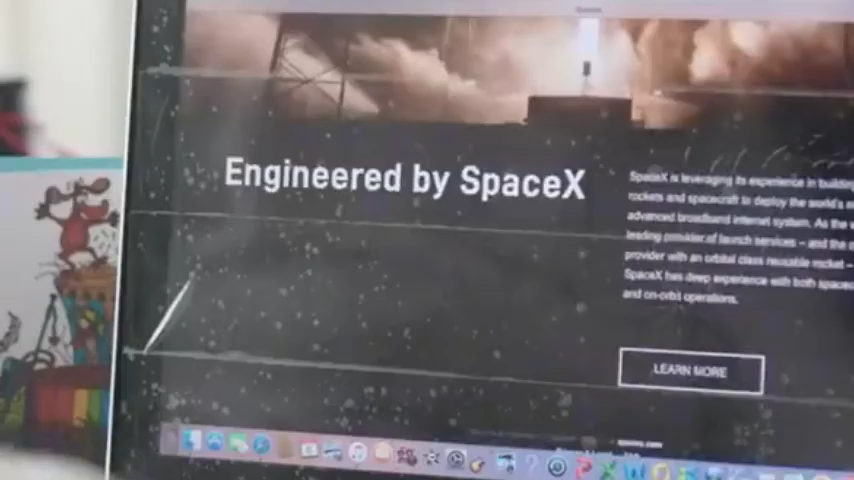 Engineered by SpaceX
SpaceX is leveraging its experience in building
rockets and spacecraft to deploy the world's
advanced broadband internet system. As the
leading provider of launch services – and the
provider with an orbital class reusable rocket –
SpaceX has deep experience with both
and on-orbit operations.
LEARN MORE